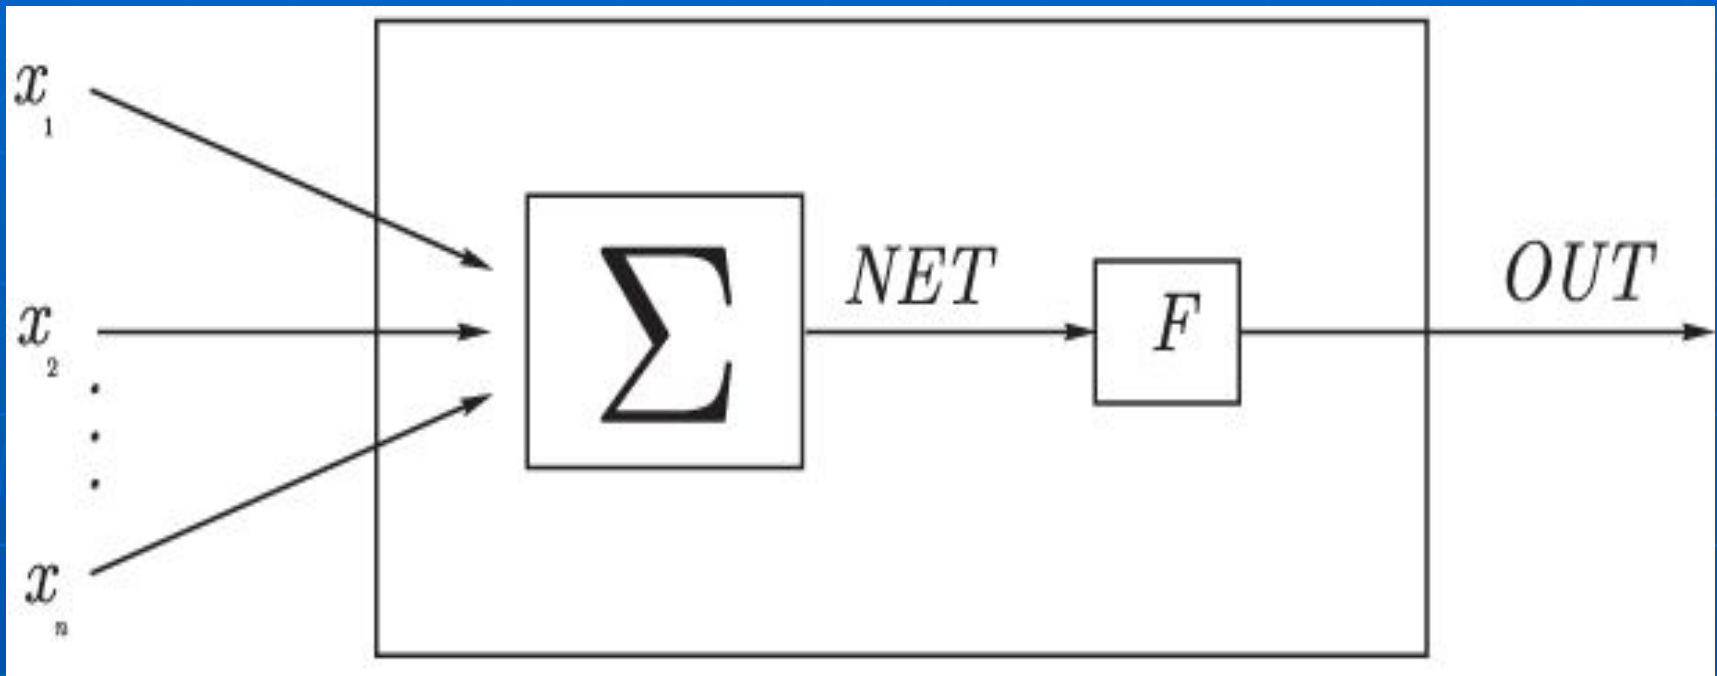 x₁
x₂
.
.
.
xₙ
Σ
NET
F
OUT